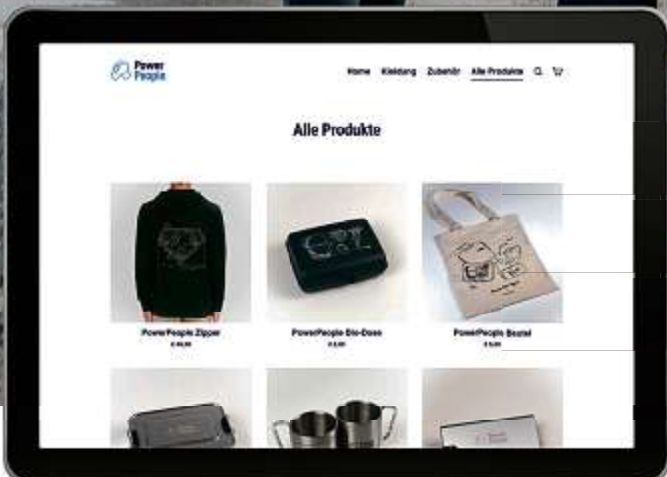 Power
People
Home Kleidung Zubehör Alle Produkte
Alle Produkte
PowerPeople Zipper
PowerPeople Bio-Dose
PowerPeople Beutel